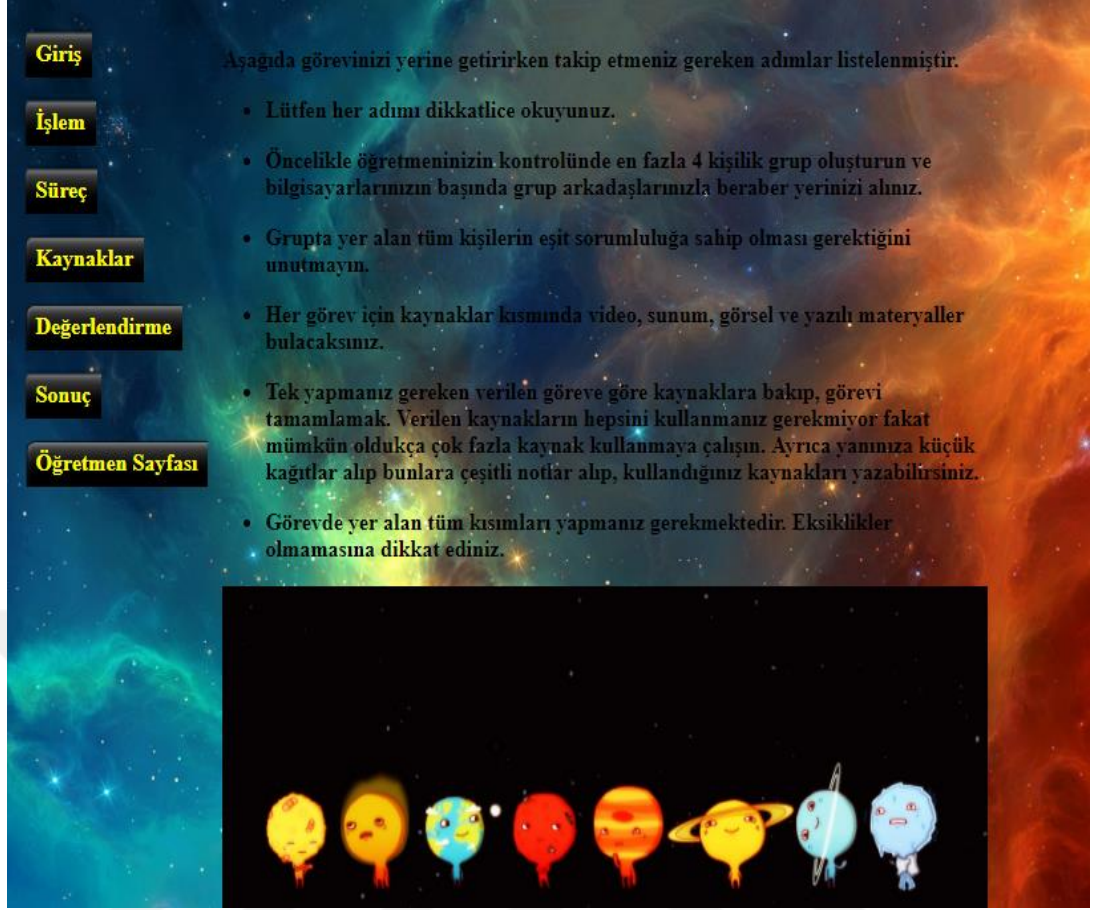 Giriş
İşlem
Süreç
Kaynaklar
Değerlendirme
Sonuç
Öğretmen Sayfası
Aşağıda görevinizi yerine getirirken takip etmeniz gereken adımlar listelenmiştir.
• Lütfen her adımı dikkatlice okuyunuz.
• Öncelikle öğretmeninizin kontrolünde en fazla 4 kişilik grup oluşturun ve
bilgisayarlarınızın başında grup arkadaşlarınızla beraber yerinizi alınız.
• Grupta yer alan tüm kişilerin eşit sorumluluğa sahip olması gerektiğini
unutmayın.
• Her görev için kaynaklar kısmında video, sunum, görsel ve yazılı materyaller
bulacaksınız.
• Tek yapmanız gereken verilen göreve göre kaynaklara bakıp, görevi
tamamlamak. Verilen kaynakların hepsini kullanmanız gerekmiyor fakat
mümkün oldukça çok fazla kaynak kullanmaya çalışın. Ayrıca yanınıza küçük
kağıtlar alıp bunlara çeşitli notlar alıp, kullandığınız kaynakları yazabilirsiniz.
• Görevde yer alan tüm kısımları yapmanız gerekmektedir. Eksiklikler
olmamasına dikkat ediniz.